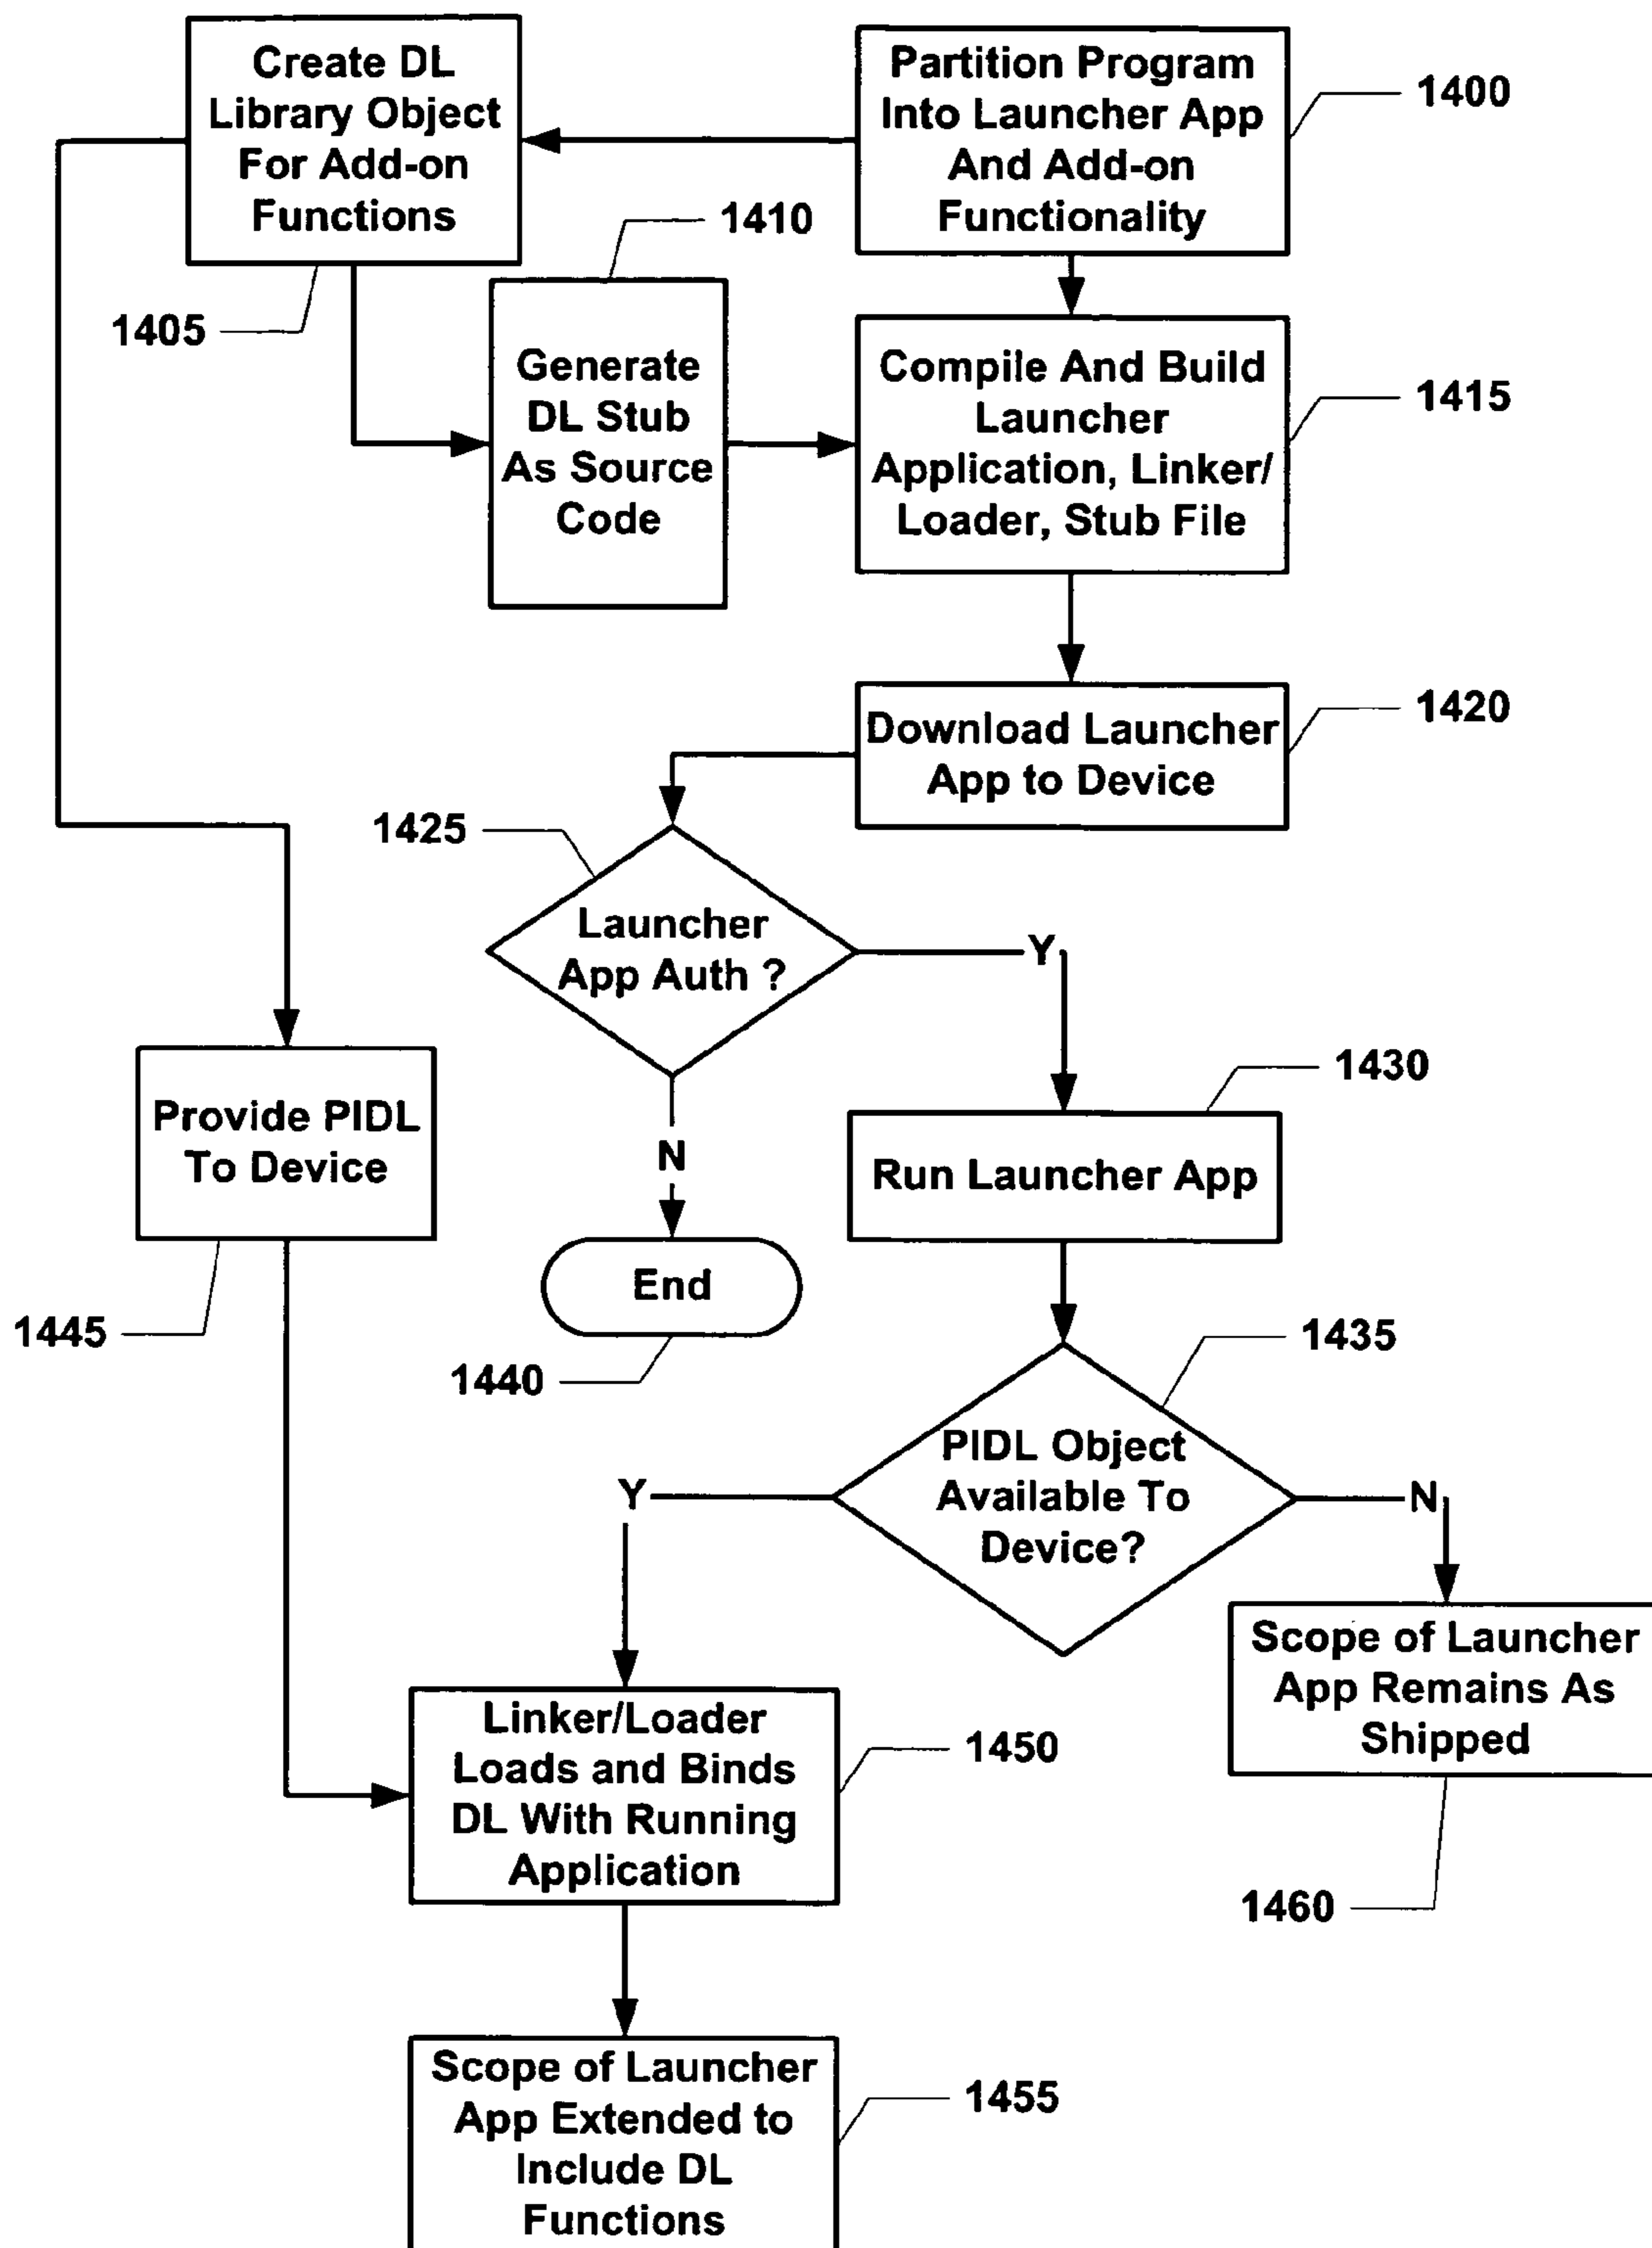 Create DL
Library Object
For Add-on
Functions
Partition Program
Into Launcher App
And Add-on
Functionality
1400
1410
1405
Generate
DL Stub
As Source
Code
Compile And Build
Launcher
Application, Linker/
Loader, Stub File
1415
Download Launcher
App to Device
1420
1425
Launcher
App Auth ?
Y
N
1430
Provide PIDL
To Device
Run Launcher App
End
1445
1440
1435
PIDL Object
Available To
Device?
Y
N
Scope of Launcher
App Remains As
Shipped
Linker/Loader
Loads and Binds
DL With Running
Application
1450
1460
Scope of Launcher
App Extended to
Include DL
Functions
1455